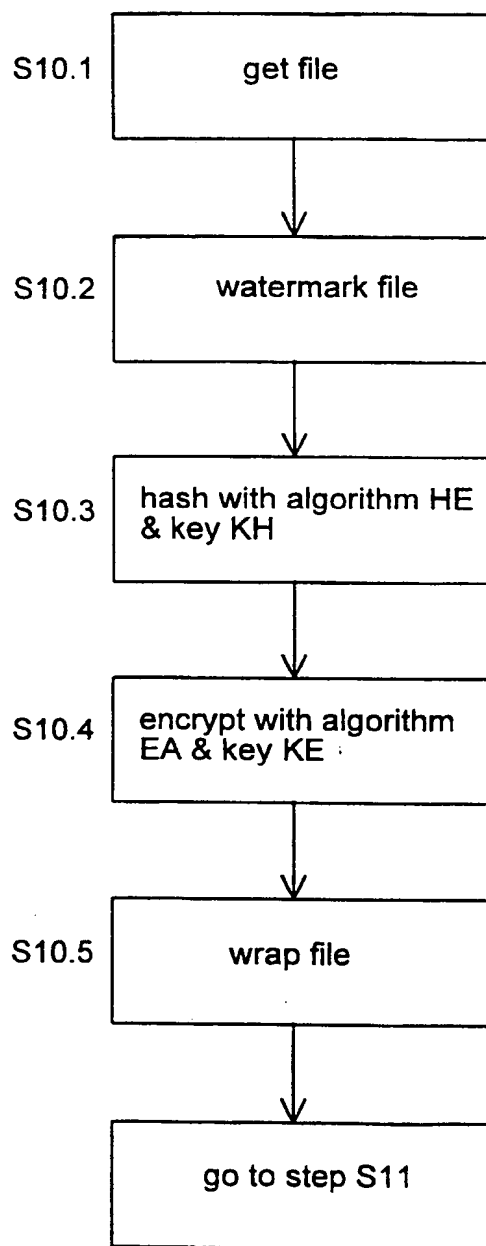 S10.1
get file
S10.2
watermark file
S10.3
hash with algorithm HE
& key KH
S10.4
encrypt with algorithm
EA & key KE
S10.5
wrap file
go to step S11